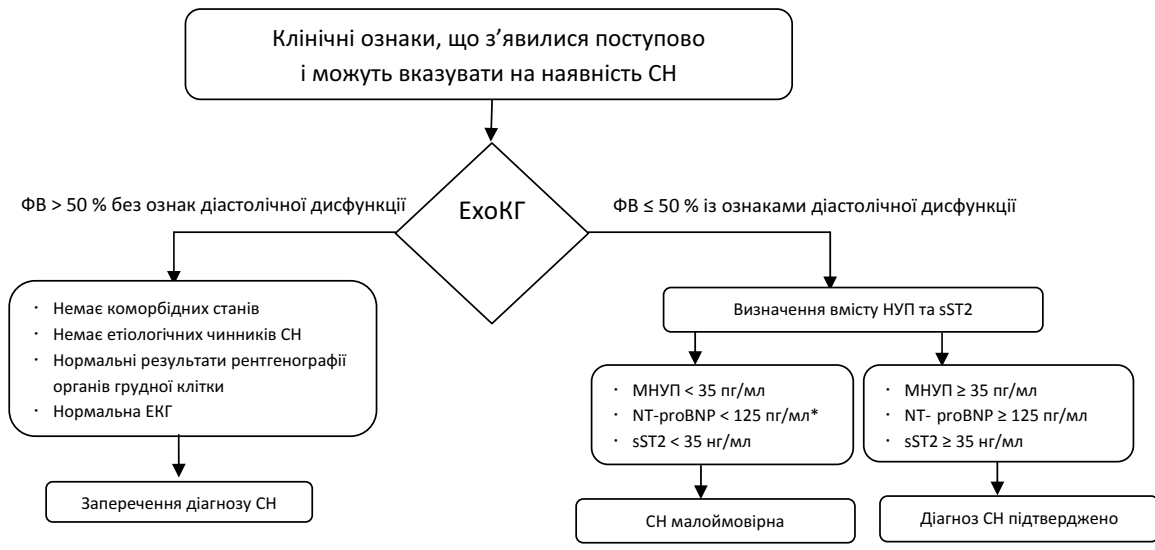 Клінічні ознаки, що з’явилися поступово
і можуть вказувати на наявність СН
ФВ > 50 % без ознак діастолічної дисфункції
ЕхоКГ
ФВ ≤ 50 % із ознаками діастолічної дисфункції
· Немає коморбідних станів
· Немає етіологічних чинників СН
· Нормальні результати рентгенографії
органів грудної клітки
· Нормальна ЕКГ
Заперечення діагнозу СН
Визначення вмісту НУП та sST2
· МНУП < 35 пг/мл
· NT-proBNP < 125 пг/мл*
· sST2 < 35 нг/мл
СН малоймовірна
· МНУП ≥ 35 пг/мл
· NT- proBNP ≥ 125 пг/мл
· sST2 ≥ 35 нг/мл
Діагноз СН підтверджено